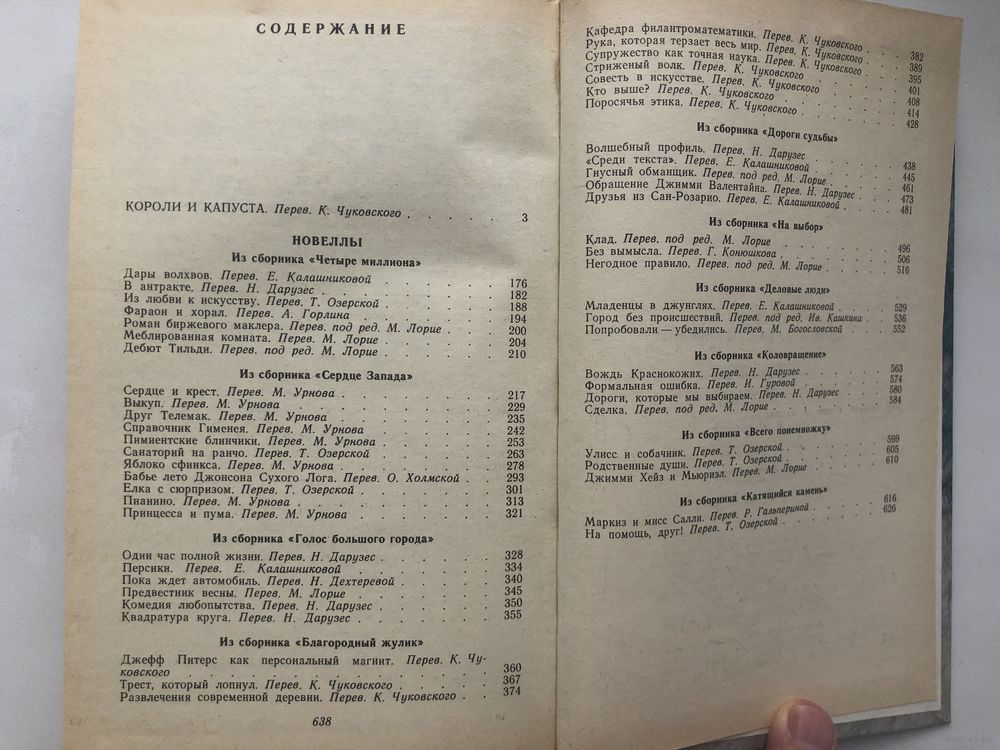 СОДЕРЖАНИЕ
КОРОЛИ И КАПУСТА. Перев. К. Чуковского . . . . . 3
НОВЕЛЛЫ
Из сборника «Четыре миллиона»
Дары волхвов. Перев. Е. Калашниковой . . . . . 176
В антракте. Перев. Н. Дарузес . . . . . 182
Из любви к искусству. Перев. Т. Озерской . . . . . 188
Фараон и хорал. Перев. А. Горлина . . . . . 194
Роман биржевого маклера. Перев. под ред. М. Лорие . . . 200
Меблированная комната. Перев. М. Лорие . . . . . 204
Дебют Тильди. Перев. под ред. М. Лорие . . . . . 210
Из сборника «Сердце Запада»
Сердце и крест. Перев. М. Урнова . . . . . 217
Выкуп. Перев. М. Урнова . . . . . 229
Друг Телемак. Перев. М. Урнова . . . . . 235
Справочник Гименея. Перев. М. Урнова . . . . . 242
Пимиентские блинчики. Перев. М. Урнова . . . . . 253
Санаторий на ранчо. Перев. Т. Озерской . . . . . 263
Яблоко сфинкса. Перев. М. Урнова . . . . . 278
Бабье лето Джонсона Сухого Лога. Перев. О. Холмской . . 293
Елка с сюрпризом. Перев. Т. Озерской . . . . . 301
Пианино. Перев. М. Урнова . . . . . 313
Принцесса и пума. Перев. М. Урнова . . . . . 321
Из сборника «Голос большого города»
Один час полной жизни. Перев. Н. Дарузес . . . . . 328
Персики. Перев. Е. Калашниковой . . . . . 334
Пока ждет автомобиль. Перев. Н. Дехтеревой . . . . 340
Предвестник весны. Перев. М. Лорие . . . . . 345
Комедия любопытства. Перев. Н. Дарузес . . . . . 350
Квадратура круга. Перев. Н. Дарузес . . . . . 355
Из сборника «Благородный жулик»
Джефф Питерс как персональный магнит. Перев. К. Чу-
ковского . . . . . 360
Трест, который лопнул. Перев. К. Чуковского . . . . 367
Развлечения современной деревни. Перев. К. Чуковского . . 374
638
Кафедра филантроматематики. Перев. К. Чуковского . . . 382
Рука, которая терзает весь мир. Перев. К. Чуковского . . 389
Супружество как точная наука. Перев. К. Чуковского . . 395
Стриженый волк. Перев. К. Чуковского . . . . . 401
Совесть в искусстве. Перев. К. Чуковского . . . . . 408
Кто выше? Перев. К. Чуковского . . . . . 414
Поросячья этика. Перев. К. Чуковского . . . . . 428
Из сборника «Дороги судьбы»
Волшебный профиль. Перев. Н. Дарузес . . . . . 438
«Среди текста». Перев. Е. Калашниковой . . . . . 445
Гнусный обманщик. Перев. под ред. М. Лорие . . . . 461
Обращение Джимми Валентайна. Перев. Н. Дарузес . . . 473
Друзья из Сан-Розарио. Перев. Е. Калашниковой . . . 481
Из сборника «На выбор»
Клад. Перев. под ред. М. Лорие . . . . . 496
Без вымысла. Перев. Г. Конюшкова . . . . . 506
Негодное правило. Перев. под ред. М. Лорие . . . . 516
Из сборника «Деловые люди»
Младенцы в джунглях. Перев. Е. Калашниковой . . . . 529
Город без происшествий. Перев. под ред. Ив. Кашкина . . 536
Попробовали — убедились. Перев. М. Богословской . . . 552
Из сборника «Коловращение»
Вождь Краснокожих. Перев. Н. Дарузес . . . . . 563
Формальная ошибка. Перев. И. Гуровой . . . . . 574
Дороги, которые мы выбираем. Перев. Н. Дарузес . . . 580
Сделка. Перев. под ред. М. Лорие . . . . . 584
Из сборника «Всего понемножку»
Улисс и собачник. Перев. Т. Озерской . . . . . 599
Родственные души. Перев. Т. Озерской . . . . . 605
Джимми Хейз и Мьюриэл. Перев. М. Лорие . . . . 610
Из сборника «Катящийся камень»
Маркиз и мисс Салли. Перев. Р. Гальпериной . . . . 616
На помощь, друг! Перев. Т. Озерской . . . . . 626